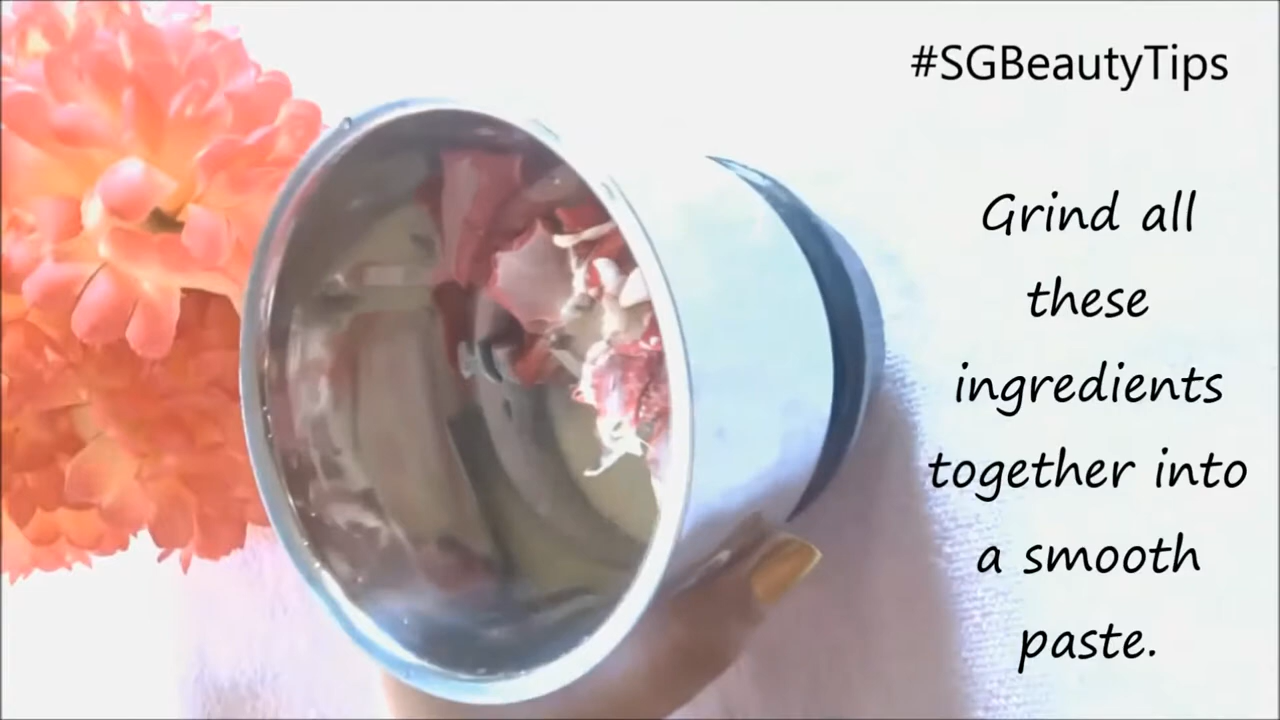 #SGBeautyTips
Grind all
these
ingredients
together into
a smooth
paste.